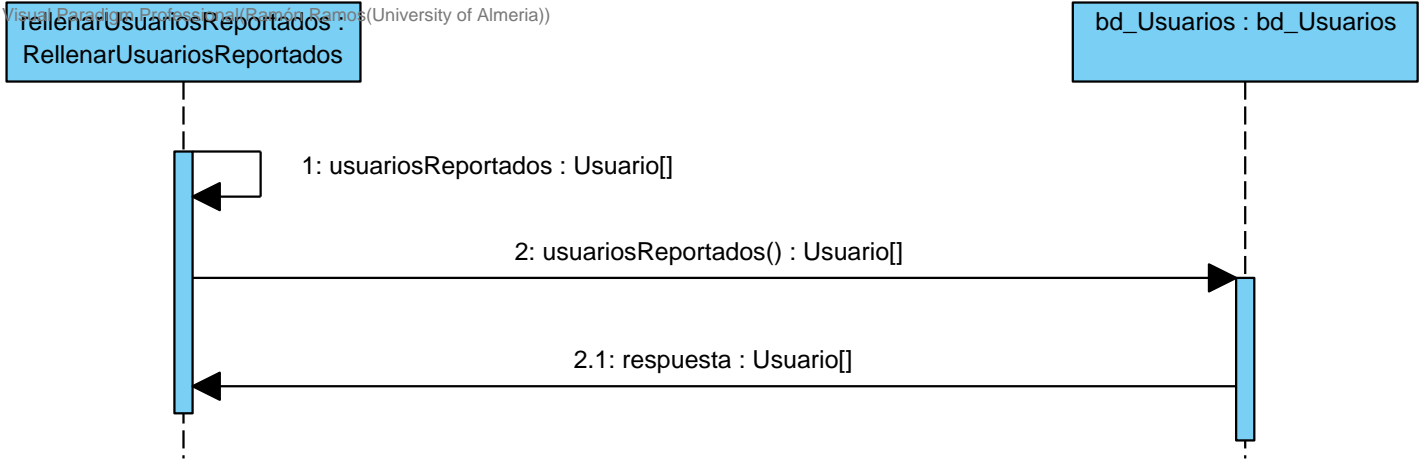 Visual Paradigm Professional(Ramón Ramos(University of Almeria))
rellenarUsuariosReportados :
RellenarUsuariosReportados
bd_Usuarios : bd_Usuarios
1: usuariosReportados : Usuario[]
2: usuariosReportados() : Usuario[]
2.1: respuesta : Usuario[]